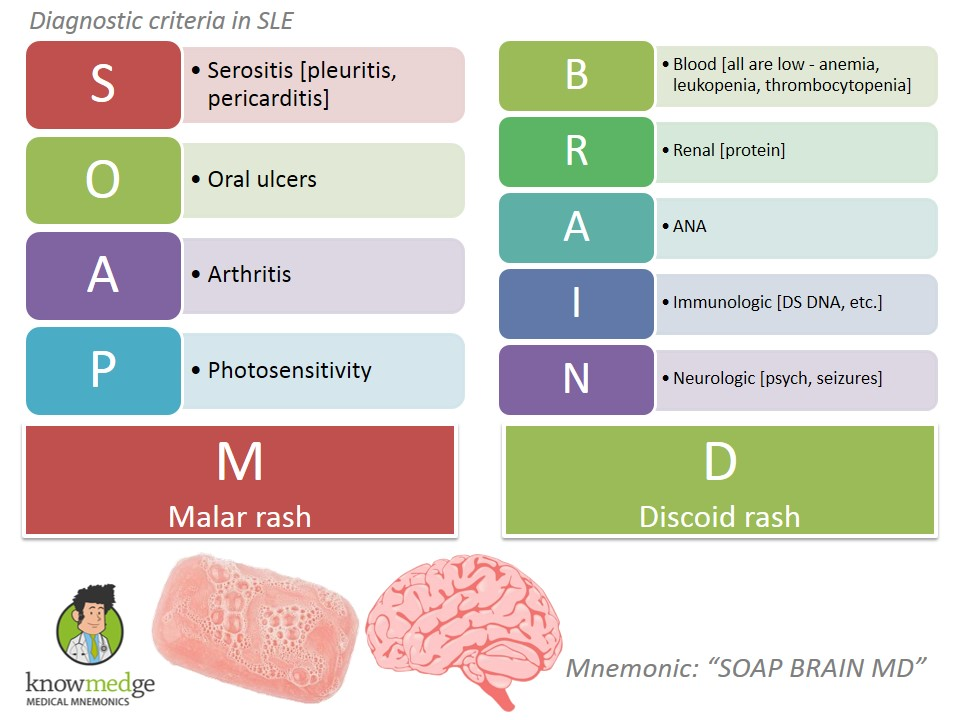 Diagnostic criteria in SLE
S
• Serositis [pleuritis,
pericarditis]
O
• Oral ulcers
A
• Arthritis
P
• Photosensitivity
B
• Blood [all are low - anemia,
leukopenia, thrombocytopenia]
R
• Renal [protein]
A
• ANA
I
• Immunologic [DS DNA, etc.]
N
• Neurologic [psych, seizures]
M
Malar rash
D
Discoid rash
knowmedge
MEDICAL MNEMONICS
Mnemonic: “SOAP BRAIN MD”